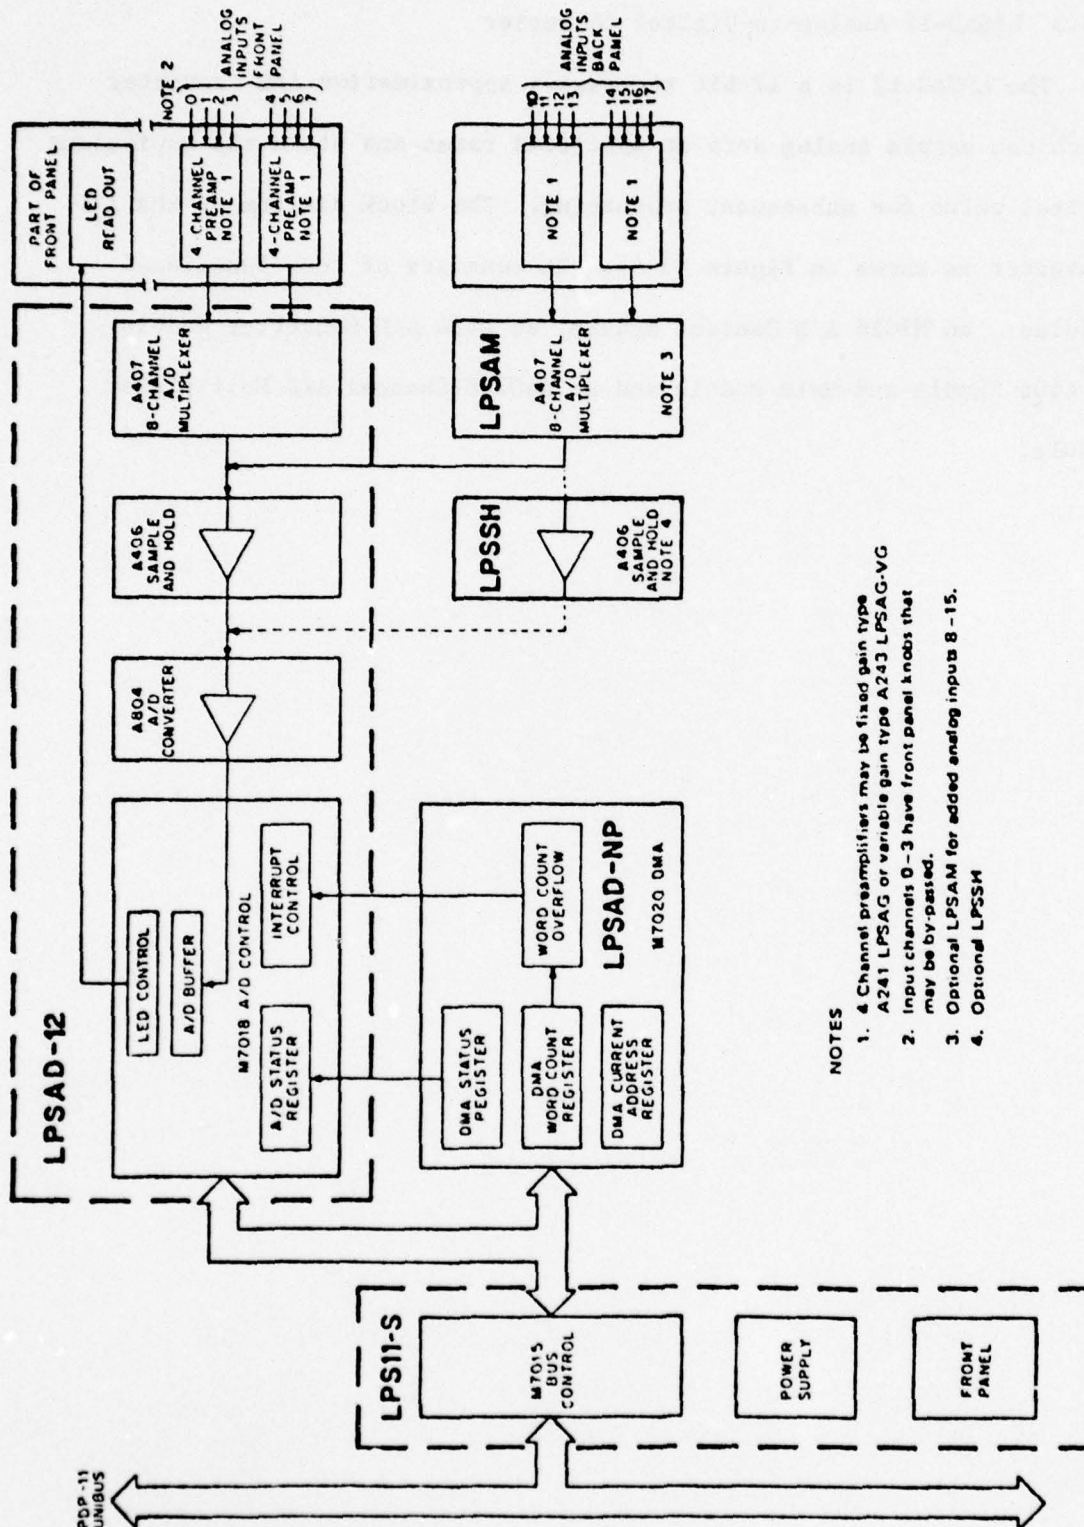 PDP-11
UNIBUS
LPS11-S
M7015
BUS
CONTROL
POWER
SUPPLY
FRONT
PANEL
LPSAD-12
LED CONTROL
A/D BUFFER
M7018 A/D CONTROL
A/D STATUS
REGISTER
INTERRUPT
CONTROL
A804
A/D
CONVERTER
A406
SAMPLE
AND HOLD
A407
8-CHANNEL
A/D
MULTIPLEXER
PART OF
FRONT PANEL
LED
READ OUT
4-CHANNEL
PREAMP
NOTE 1
4-CHANNEL
PREAMP
NOTE 1
NOTE 2
0
1
2
3
4
5
6
7
ANALOG
INPUTS
FRONT
PANEL
DMA STATUS
REGISTER
DMA
WORD COUNT
REGISTER
DMA CURRENT
ADDRESS
REGISTER
WORD COUNT
OVERFLOW
LPSAD-NP
M7020 DMA
LPSSH
A406
SAMPLE
AND HOLD
NOTE 4
LPSAM
A407
8-CHANNEL
A/D
MULTIPLEXER
NOTE 3
NOTE 1
NOTE 1
10
11
12
13
14
15
16
17
ANALOG
INPUTS
BACK
PANEL
NOTES
1. 4 Channel preamplifiers may be fixed gain type
A241 LPSAG or variable gain type A243 LPSAG-VG
2. Input channels 0-3 have front panel knobs that
may be by-passed.
3. Optional LPSAM for added analog inputs 8-15.
4. Optional LPSSH